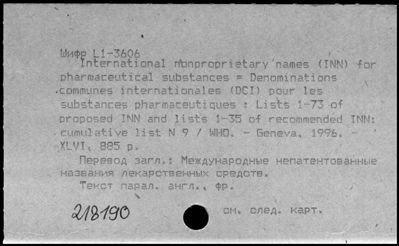 Шифр L1-3606
International nonproprietary names (INN) for
pharmaceutical substances = Denominations
communes internationales (DCI) pour les
substances pharmaceutiques : Lists 1-73 of
proposed INN and lists 1-35 of recommended INN:
cumulative list N 9 / WHO. - Geneva, 1996. -
XLVI, 885 p.
Перевод загл.: Международные непатентованные
названия лекарственных средств.
Текст парал. англ., фр.
218190
см. след. карт.